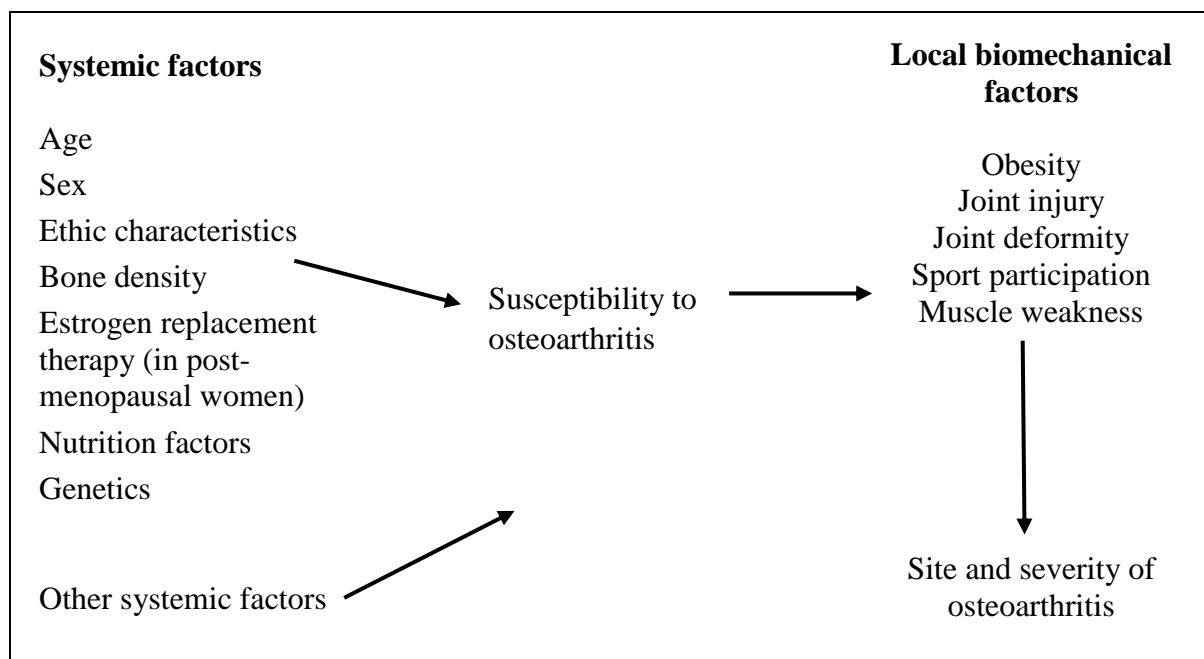 Systemic factors
Age
Sex
Ethic characteristics
Bone density
Estrogen replacement
therapy (in post-
menopausal women)
Nutrition factors
Genetics
Other systemic factors
Susceptibility to
osteoarthritis
Local biomechanical
factors
Obesity
Joint injury
Joint deformity
Sport participation
Muscle weakness
Site and severity of
osteoarthritis